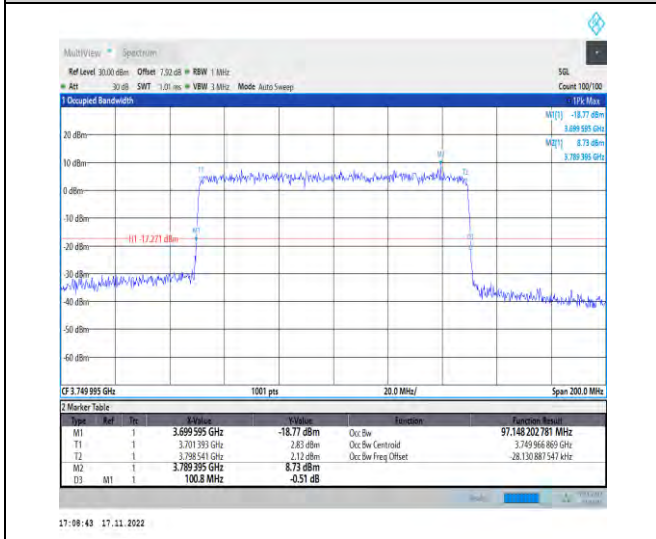 MultiView Spectrum
Ref Level 30.00 dBm Offset 7.92 dB RBW 1 MHz SGL
Att 30 dB SWT 1.01 ms VBW 3 MHz Mode Auto Sweep Count 100/100
1 Occupied Bandwidth 1Pk Max
M1[1] -18.77 dBm
3.699 595 GHz
M2[1] 8.73 dBm
3.789 395 GHz
20 dBm
10 dBm
0 dBm
-10 dBm
-20 dBm
-30 dBm
-40 dBm
-50 dBm
-60 dBm
H1 -17.271 dBm
T1
M2
T2
M1
D3
CF 3.749 995 GHz 1001 pts 20.0 MHz/ Span 200.0 MHz
2 Marker Table
Type Ref Trc X-Value Y-Value Function Function Result
M1 1 3.699 595 GHz -18.77 dBm Occ Bw 97.148 202 781 MHz
T1 1 3.701 393 GHz 2.83 dBm Occ Bw Centroid 3.749 966 869 GHz
T2 1 3.798 541 GHz 2.12 dBm Occ Bw Freq Offset -28.130 887 547 kHz
M2 1 3.789 395 GHz 8.73 dBm
D3 M1 1 100.8 MHz -0.51 dB
17:08:43 17.11.2022